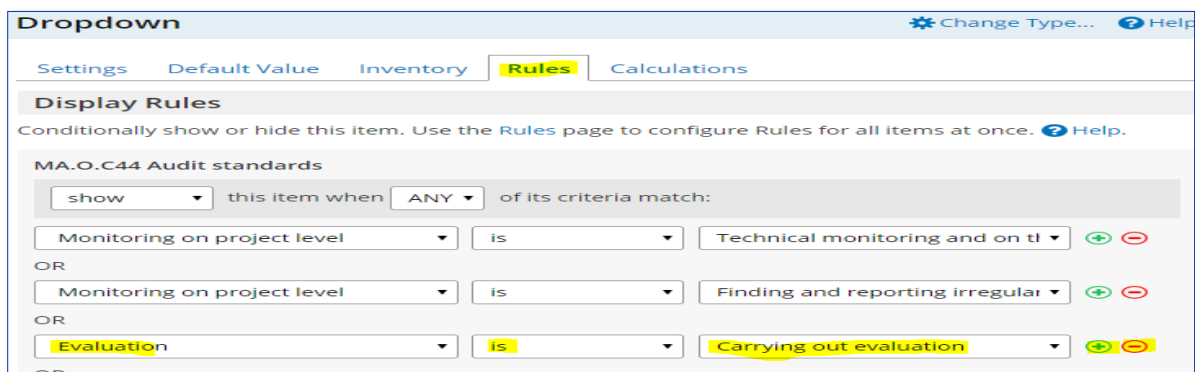 Dropdown Change Type... Help
Settings Default Value Inventory Rules Calculations
Display Rules
Conditionally show or hide this item. Use the Rules page to configure Rules for all items at once. Help.
MA.O.C44 Audit standards
show this item when ANY of its criteria match:
Monitoring on project level is Technical monitoring and on
OR
Monitoring on project level is Finding and reporting
OR
Evaluation is Carrying out evaluation